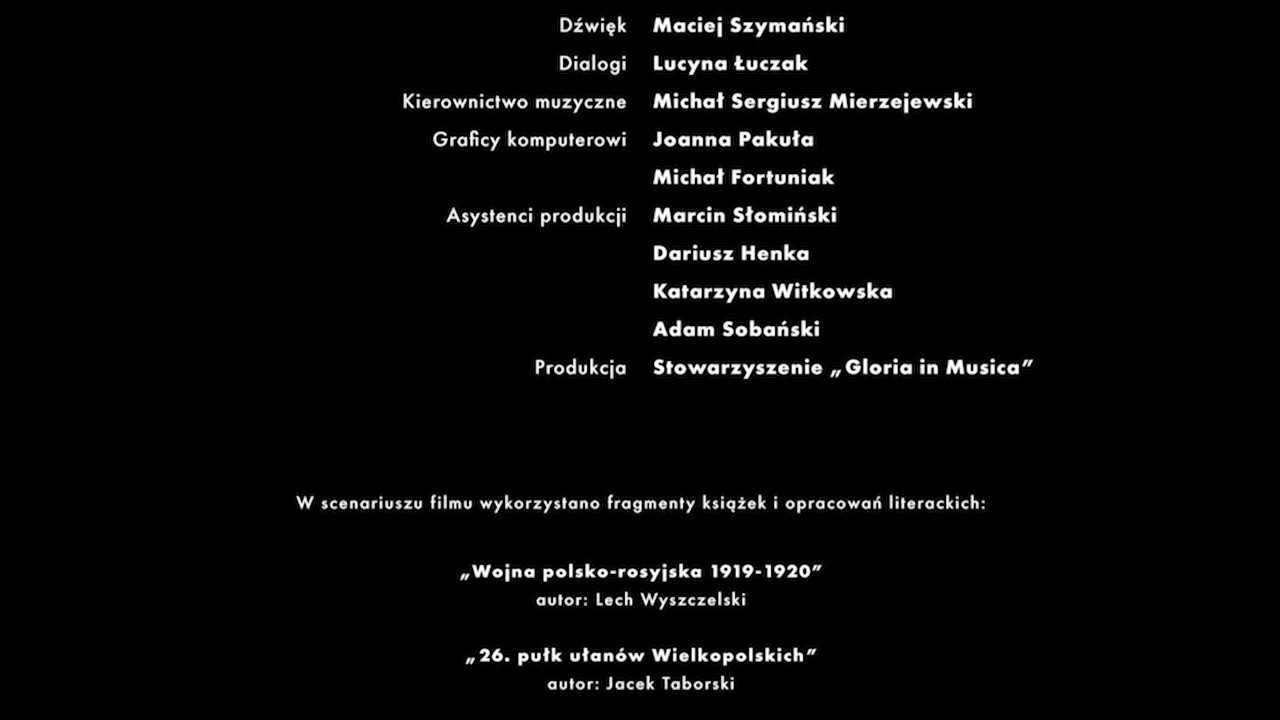 Dźwięk Maciej Szymański
Dialogi Lucyna Łuczak
Kierownictwo muzyczne Michał Sergiusz Mierzejewski
Graficy komputerowi Joanna Pakuła
Michał Fortuniak
Asystenci produkcji Marcin Słomiński
Dariusz Henka
Katarzyna Witkowska
Adam Sobański
Produkcja Stowarzyszenie „Gloria in Musica”
W scenariuszu filmu wykorzystano fragmenty książek i opracowań literackich:
„Wojna polsko-rosyjska 1919-1920”
autor: Lech Wyszczelski
„26. pułk ułanów Wielkopolskich”
autor: Jacek Taborski